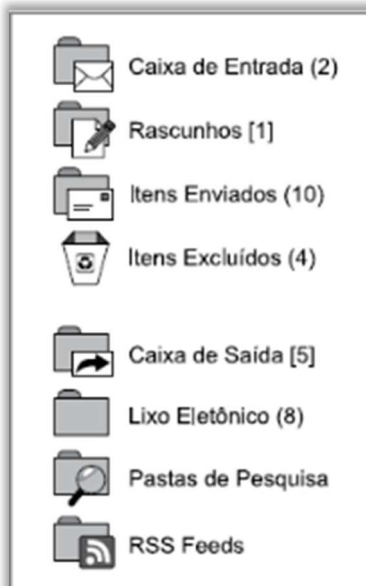 Caixa de Entrada (2)
Rascunhos [1]
Itens Enviados (10)
Itens Excluídos (4)
Caixa de Saída [5]
Lixo Eletônico (8)
Pastas de Pesquisa
RSS Feeds